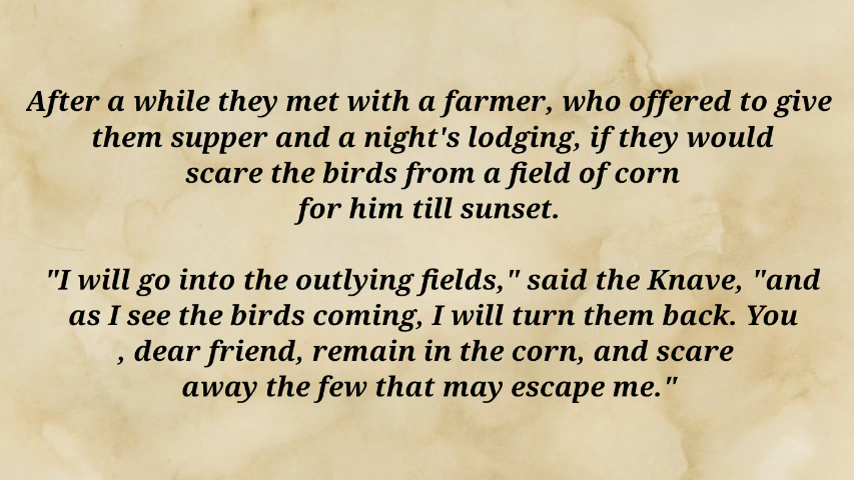 After a while they met with a farmer, who offered to give
them supper and a night's lodging, if they would
scare the birds from a field of corn
for him till sunset.
"I will go into the outlying fields," said the Knave, "and
as I see the birds coming, I will turn them back. You
, dear friend, remain in the corn, and scare
away the few that may escape me."